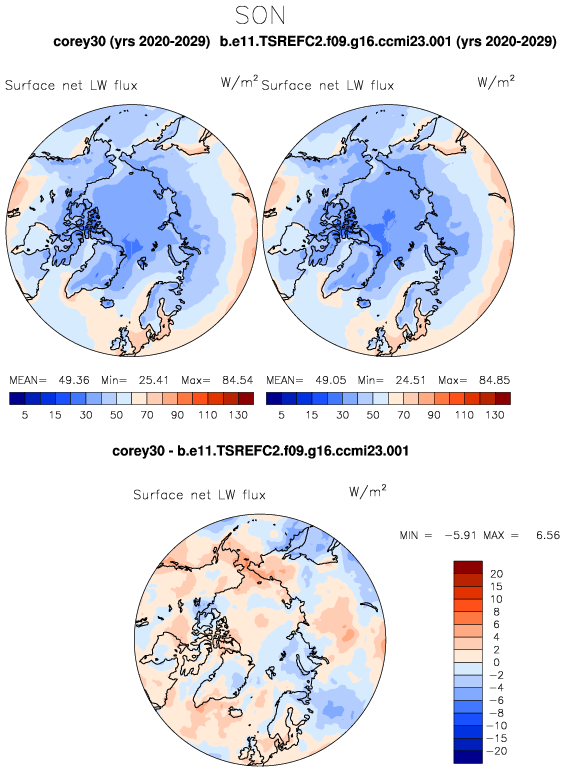 SON
corey30 (yrs 2020-2029) b.e11.TSREFC2.f09.g16.ccmi23.001 (yrs 2020-2029)
Surface net LW flux W/m² Surface net LW flux W/m²
MEAN= 49.36 Min= 25.41 Max= 84.54 MEAN= 49.05 Min= 24.51 Max= 84.85
5 15 30 50 70 90 110 130 5 15 30 50 70 90 110 130
corey30 - b.e11.TSREFC2.f09.g16.ccmi23.001
Surface net LW flux W/m²
MIN = -5.91 MAX = 6.56
20
15
10
8
6
4
2
0
-2
-4
-6
-8
-10
-15
-20